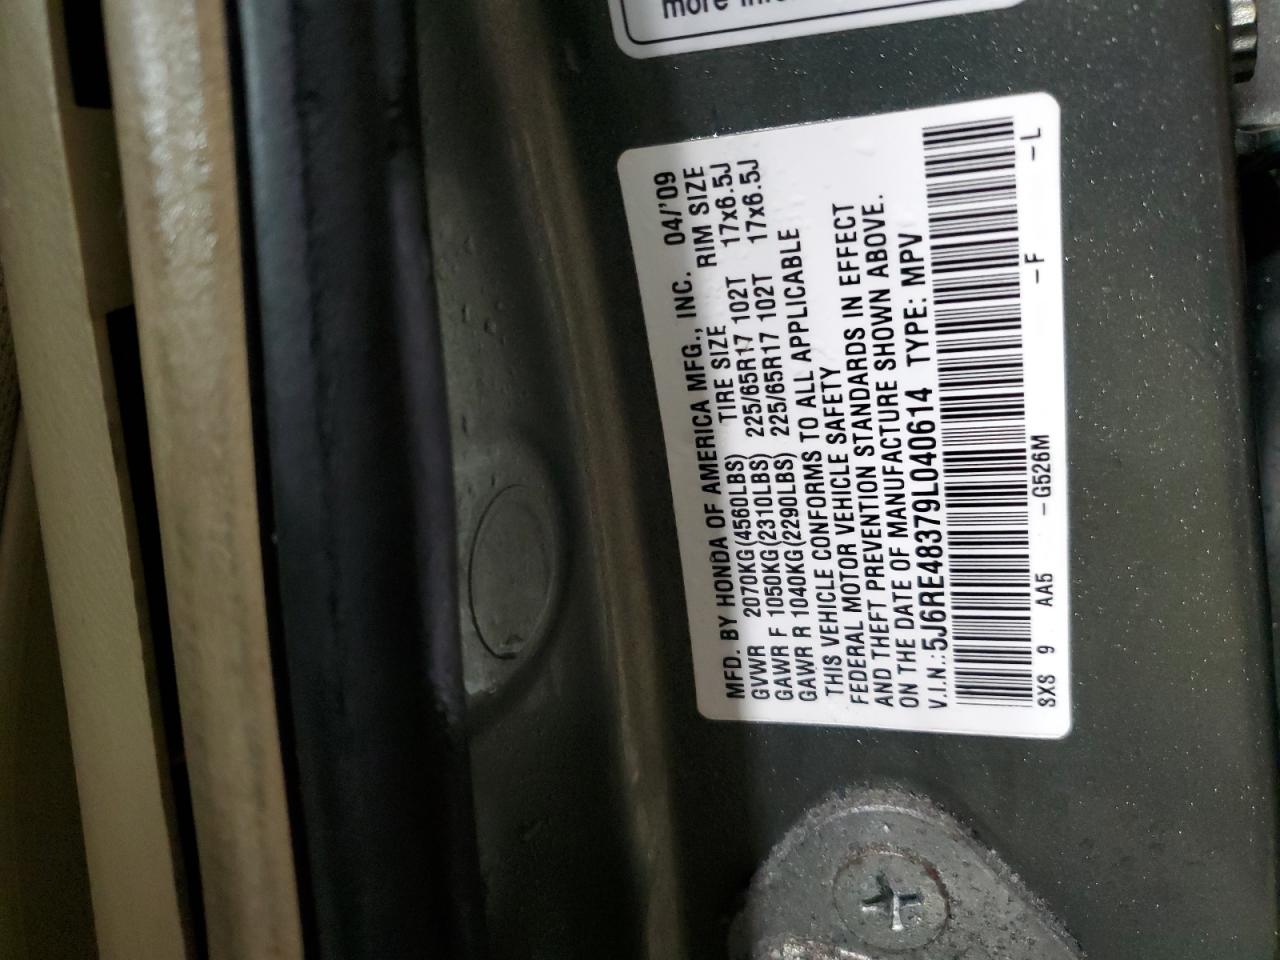 more
MFD. BY HONDA OF AMERICA MFG., INC. 04/'09
GVWR 2070KG(4560LBS) TIRE SIZE RIM SIZE
GAWR F 1050KG(2310LBS) 225/65R17 102T 17x6.5J
GAWR R 1040KG(2290LBS) 225/65R17 102T 17x6.5J
THIS VEHICLE CONFORMS TO ALL APPLICABLE
FEDERAL MOTOR VEHICLE SAFETY
AND THEFT PREVENTION STANDARDS IN EFFECT
ON THE DATE OF MANUFACTURE SHOWN ABOVE.
V.I.N.:5J6RE48379L040614 TYPE: MPV
SXS 9 AA5 -G526M -F -L